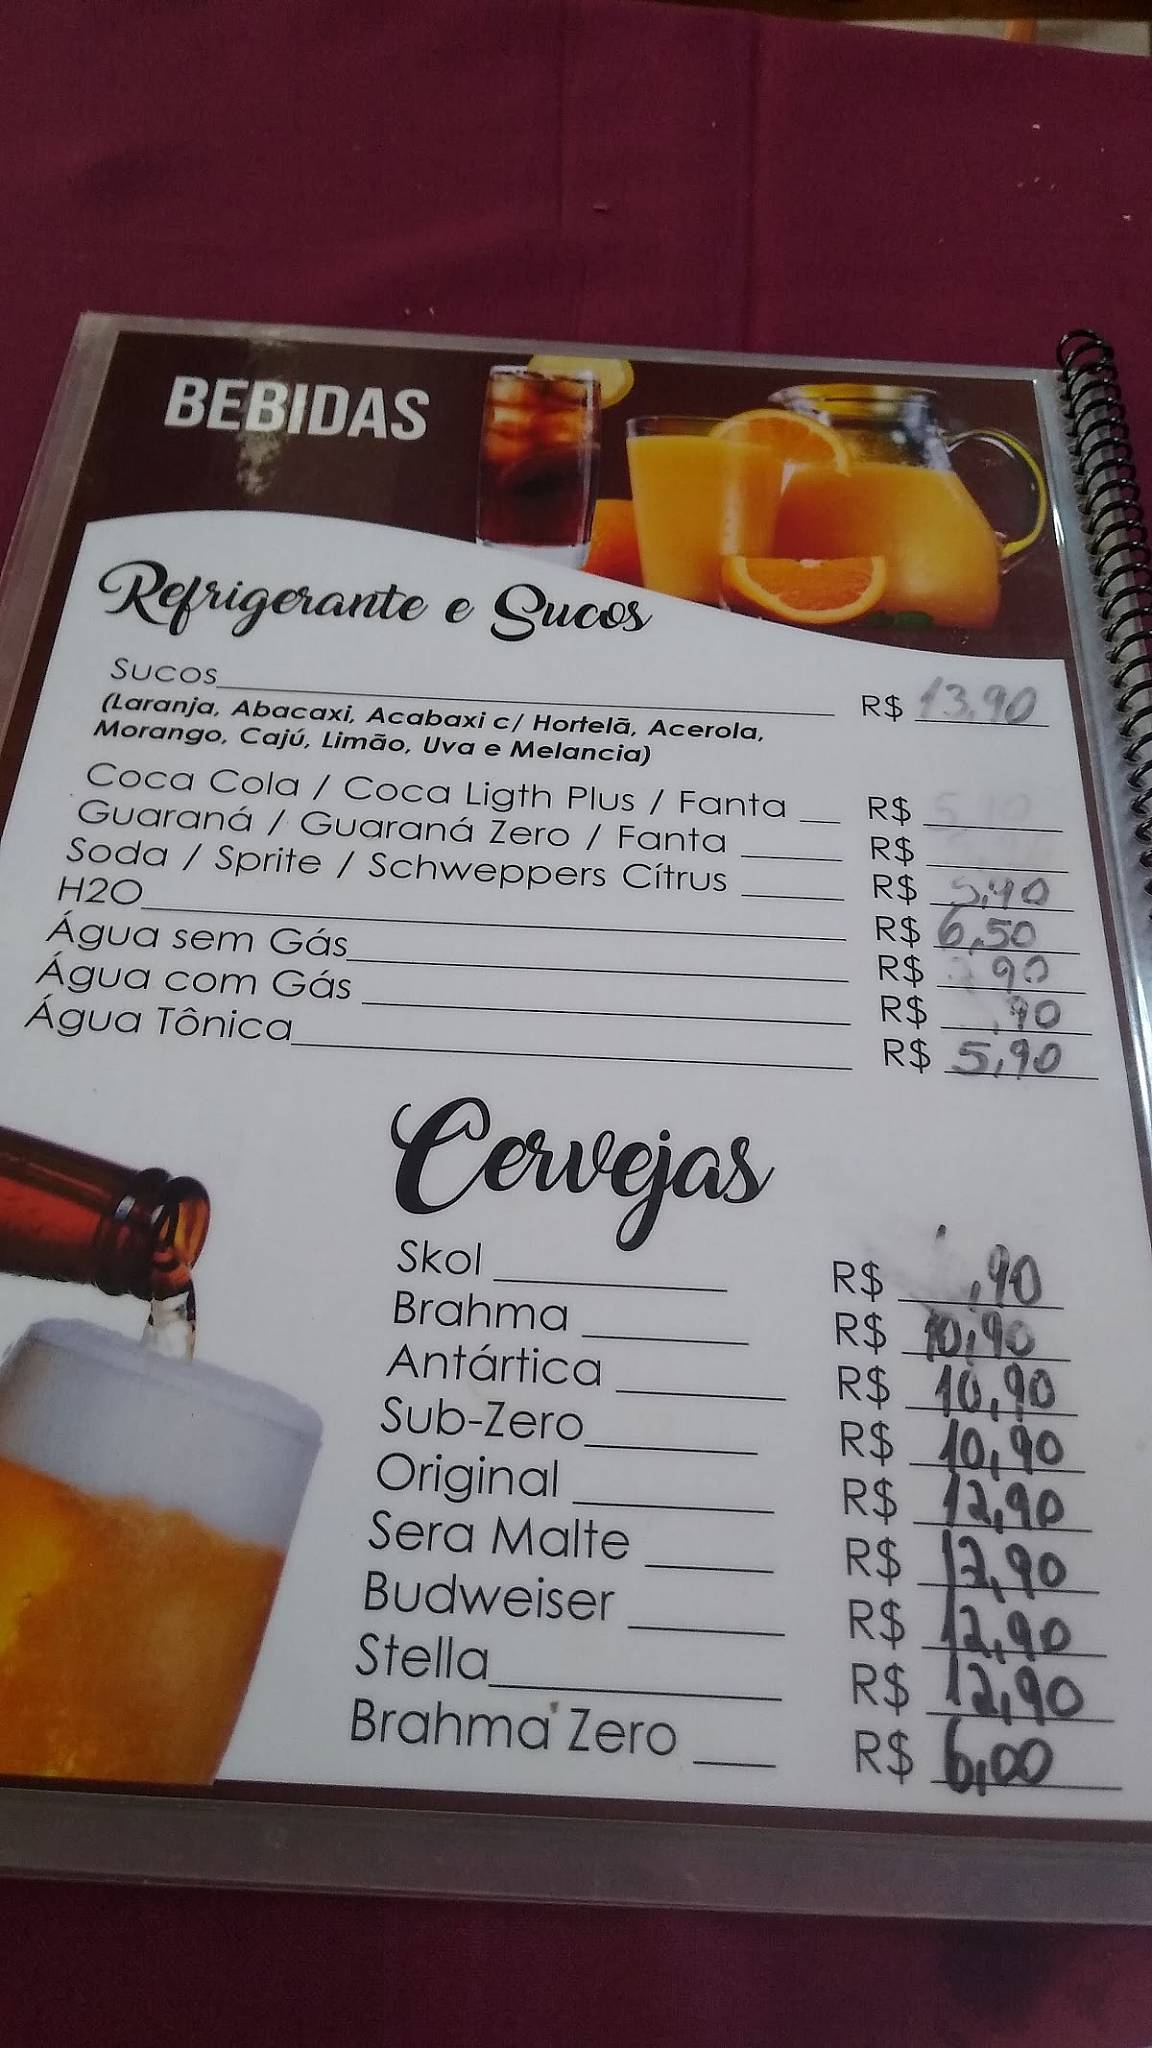 BEBIDAS
Refrigerante e Sucos
Sucos R$ 13,90
(Laranja, Abacaxi, Acabaxi c/ Hortelã, Acerola,
Morango, Cajú, Limão, Uva e Melancia)
Coca Cola / Coca Ligth Plus / Fanta R$
Guaraná / Guaraná Zero / Fanta R$
Soda / Sprite / Schweppers Cítrus R$
H2O R$ 6,50
Água sem Gás R$
Água com Gás R$
Água Tônica R$ 5,90
Cervejas
Skol R$
Brahma R$ 10,90
Antártica R$ 10,90
Sub-Zero R$ 10,90
Original R$ 12,90
Sera Malte R$ 12,90
Budweiser R$ 12,90
Stella R$ 12,90
Brahma Zero R$ 6,00